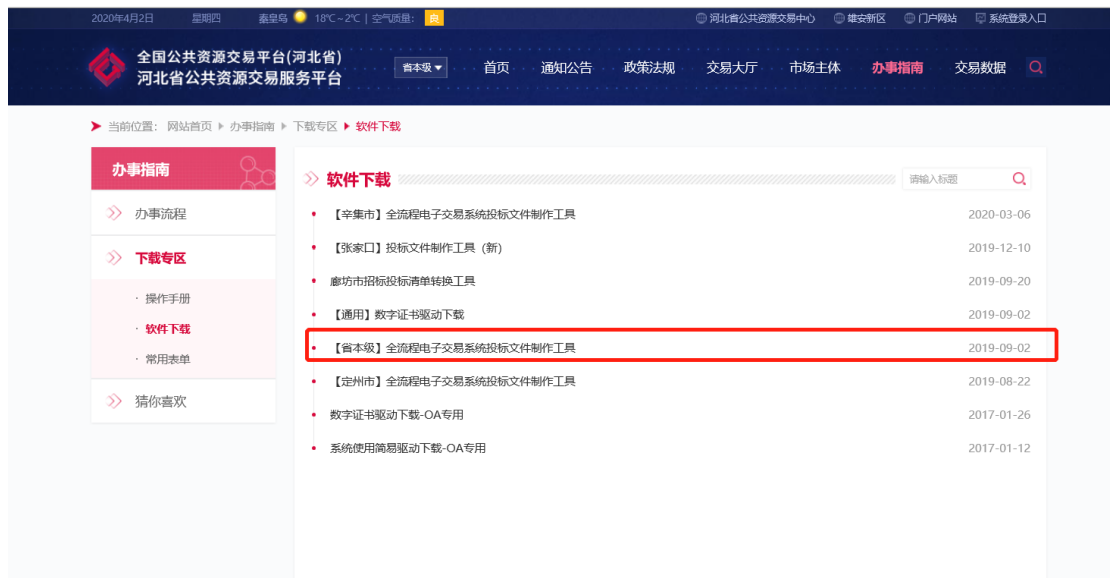 2020年4月2日 星期四 秦皇岛 18℃~2℃ | 空气质量: 良 河北省公共资源交易中心 雄安新区 门户网站 系统登录入口
全国公共资源交易平台(河北省)
河北省公共资源交易服务平台
省本级▼ 首页 通知公告 政策法规 交易大厅 市场主体 办事指南 交易数据
当前位置: 网站首页 办事指南 下载专区 软件下载
办事指南
办事流程
下载专区
· 操作手册
· 软件下载
· 常用表单
猜你喜欢
软件下载 请输入标题
【辛集市】全流程电子交易系统投标文件制作工具 2020-03-06
【张家口】投标文件制作工具 (新) 2019-12-10
廊坊市招标投标清单转换工具 2019-09-20
【通用】数字证书驱动下载 2019-09-02
【省本级】全流程电子交易系统投标文件制作工具 2019-09-02
【定州市】全流程电子交易系统投标文件制作工具 2019-08-22
数字证书驱动下载-OA专用 2017-01-26
系统使用简易驱动下载-OA专用 2017-01-12